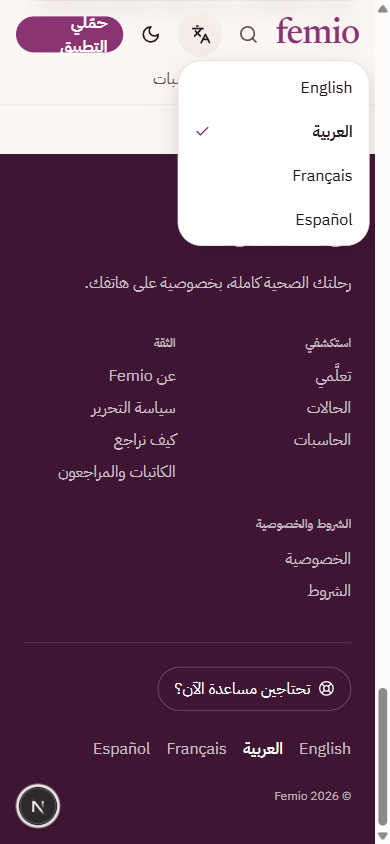 femio
حمّلي
التطبيق
English
العربية
Français
Español
رحلتك الصحية كاملة، بخصوصية على هاتفك.
استكشفي
تعلَّمي
الحالات
الحاسبات
الثقة
عن Femio
سياسة التحرير
كيف نراجع
الكاتبات والمراجعون
الشروط والخصوصية
الخصوصية
الشروط
تحتاجين مساعدة الآن؟
English العربية Français Español
© 2026 Femio
N